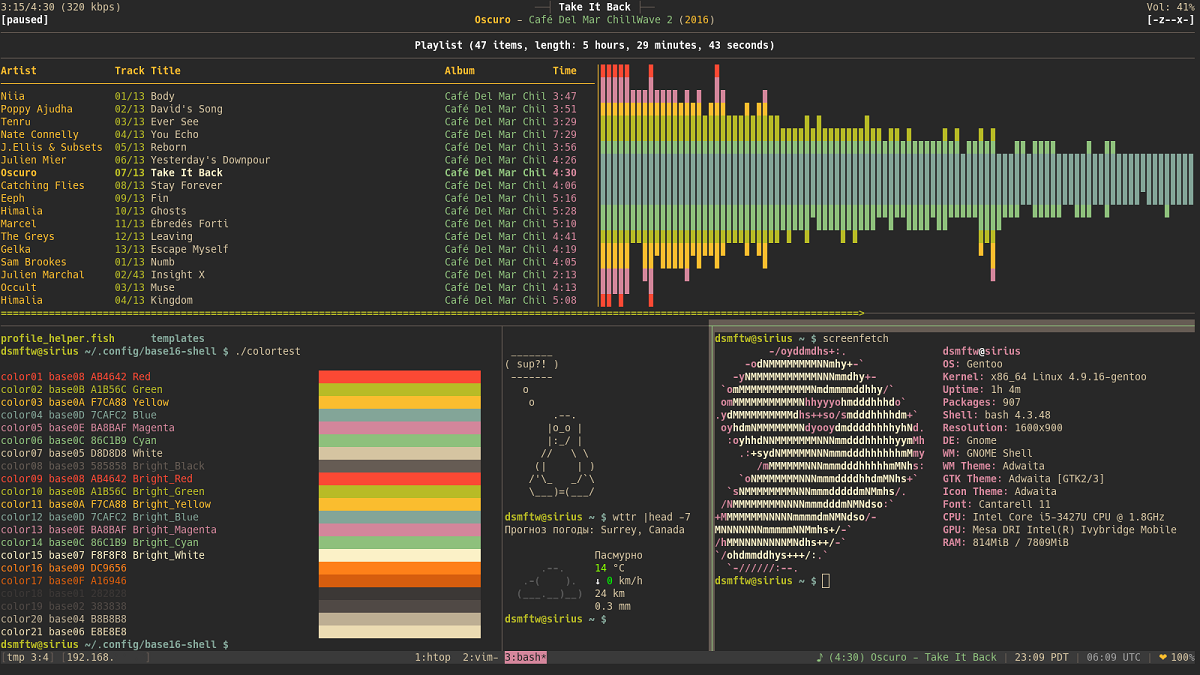 3:15/4:30 (320 kbps) Take It Back Vol: 41%
[paused] Oscuro - Café Del Mar ChillWave 2 (2016) [-z--x-]
Playlist (47 items, length: 5 hours, 29 minutes, 43 seconds)
Artist Track Title Album Time
Niia 01/13 Body Café Del Mar Chil 3:47
Poppy Ajudha 02/13 David's Song Café Del Mar Chil 3:51
Tenru 03/13 Ever See Café Del Mar Chil 3:29
Nate Connelly 04/13 You Echo Café Del Mar Chil 7:29
J.Ellis & Subsets 05/13 Reborn Café Del Mar Chil 3:56
Julien Mier 06/13 Yesterday's Downpour Café Del Mar Chil 4:26
Oscuro 07/13 Take It Back Café Del Mar Chil 4:30
Catching Flies 08/13 Stay Forever Café Del Mar Chil 4:06
Eeph 09/13 Fin Café Del Mar Chil 5:16
Himalia 10/13 Ghosts Café Del Mar Chil 5:28
Marcel 11/13 Ébredés Forti Café Del Mar Chil 5:10
The Greys 12/13 Leaving Café Del Mar Chil 4:41
Gelka 13/13 Escape Myself Café Del Mar Chil 4:19
Sam Brookes 01/13 Numb Café Del Mar Chil 4:05
Julien Marchal 02/43 Insight X Café Del Mar Chil 2:13
Occult 03/13 Muse Café Del Mar Chil 4:13
Himalia 04/13 Kingdom Café Del Mar Chil 5:08
profile_helper.fish templates
dsmftw@sirius ~/.config/base16-shell $ ./colortest
color01 base08 AB4642 Red
color02 base0B A1B56C Green
color03 base0A F7CA88 Yellow
color04 base0D 7CAFC2 Blue
color05 base0E BA8BAF Magenta
color06 base0C 86C1B9 Cyan
color07 base05 D8D8D8 White
color08 base03 585858 Bright_Black
color09 base08 AB4642 Bright_Red
color10 base0B A1B56C Bright_Green
color11 base0A F7CA88 Bright_Yellow
color12 base0D 7CAFC2 Bright_Blue
color13 base0E BA8BAF Bright_Magenta
color14 base0C 86C1B9 Bright_Cyan
color15 base07 F8F8F8 Bright_White
color16 base09 DC9656
color17 base0F A16946
color18 base01 282828
color19 base02 383838
color20 base04 B8B8B8
color21 base06 E8E8E8
dsmftw@sirius ~/.config/base16-shell $
( sup?! )
dsmftw@sirius ~ $ wttr |head -7
Прогноз погоды: Surrey, Canada
Пасмурно
14 °C
↓ 0 km/h
24 km
0.3 mm
dsmftw@sirius ~ $
dsmftw@sirius ~ $ screenfetch
dsmftw@sirius
OS: Gentoo
Kernel: x86_64 Linux 4.9.16-gentoo
Uptime: 1h 4m
Packages: 907
Shell: bash 4.3.48
Resolution: 1600x900
DE: Gnome
WM: GNOME Shell
WM Theme: Adwaita
GTK Theme: Adwaita [GTK2/3]
Icon Theme: Adwaita
Font: Cantarell 11
CPU: Intel Core i5-3427U CPU @ 1.8GHz
GPU: Mesa DRI Intel(R) Ivybridge Mobile
RAM: 814MiB / 7809MiB
dsmftw@sirius ~ $
[tmp 3:4] [192.168. ] 1:htop 2:vim- 3:bash* ♪ (4:30) Oscuro - Take It Back | 23:09 PDT | 06:09 UTC | ❤ 100%